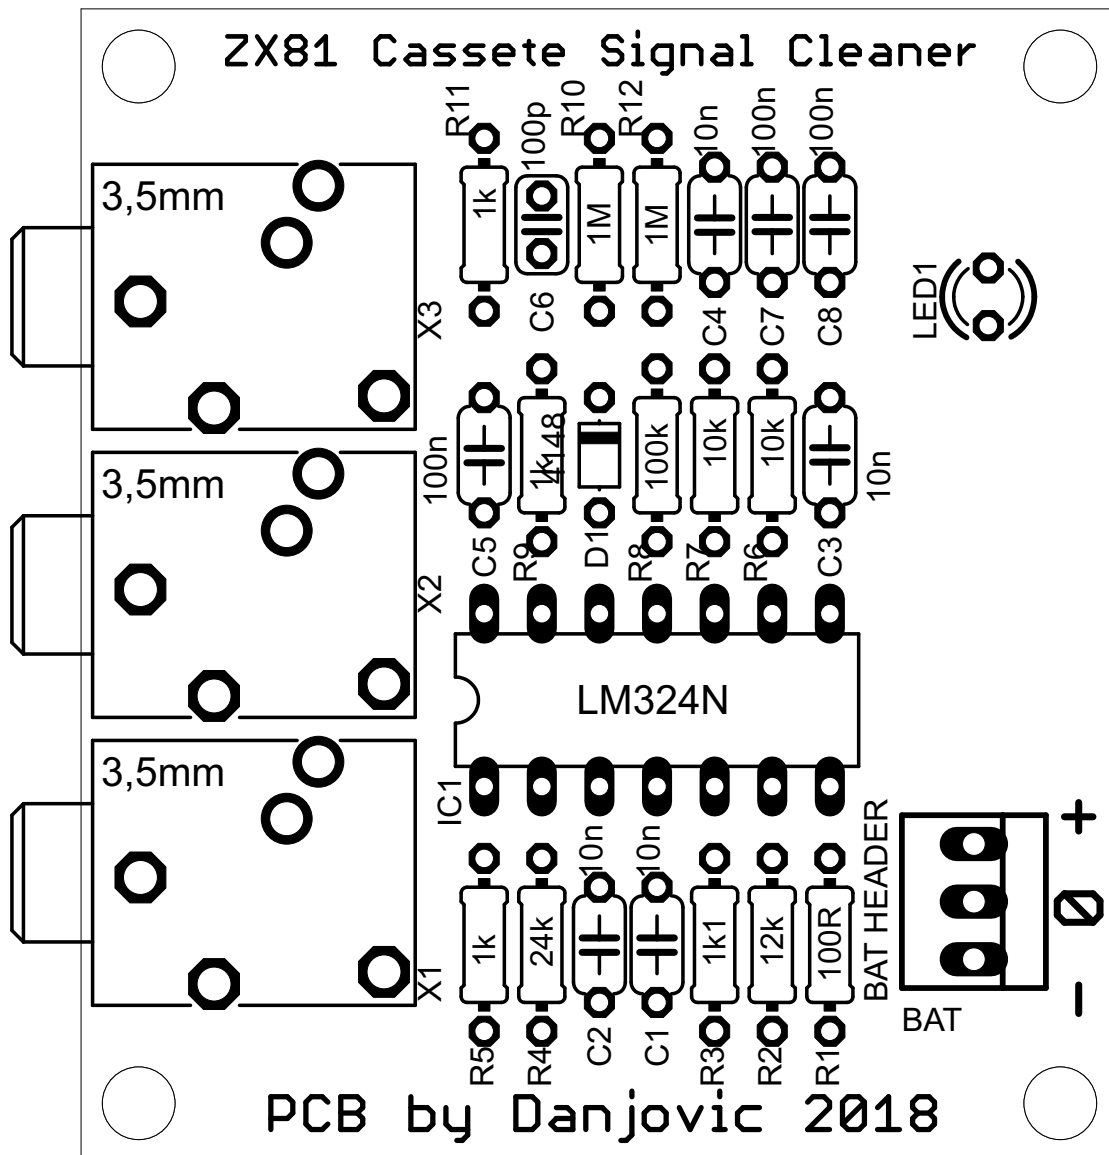 ZX81 Cassete Signal Cleaner
R11
100p
R10
R12
10n
100n
100n
3,5mm
1k
1M
1M
X3
C6
C4
C7
C8
LED1
100n
1k
4148
100k
10k
10k
10n
3,5mm
C5
R9
D1
R8
R7
R6
C3
X2
LM324N
3,5mm
IC1
10n
10n
BAT HEADER
+
0
-
1k
24k
1k1
12k
100R
X1
BAT
R5
R4
C2
C1
R3
R2
R1
PCB by Danjovic 2018